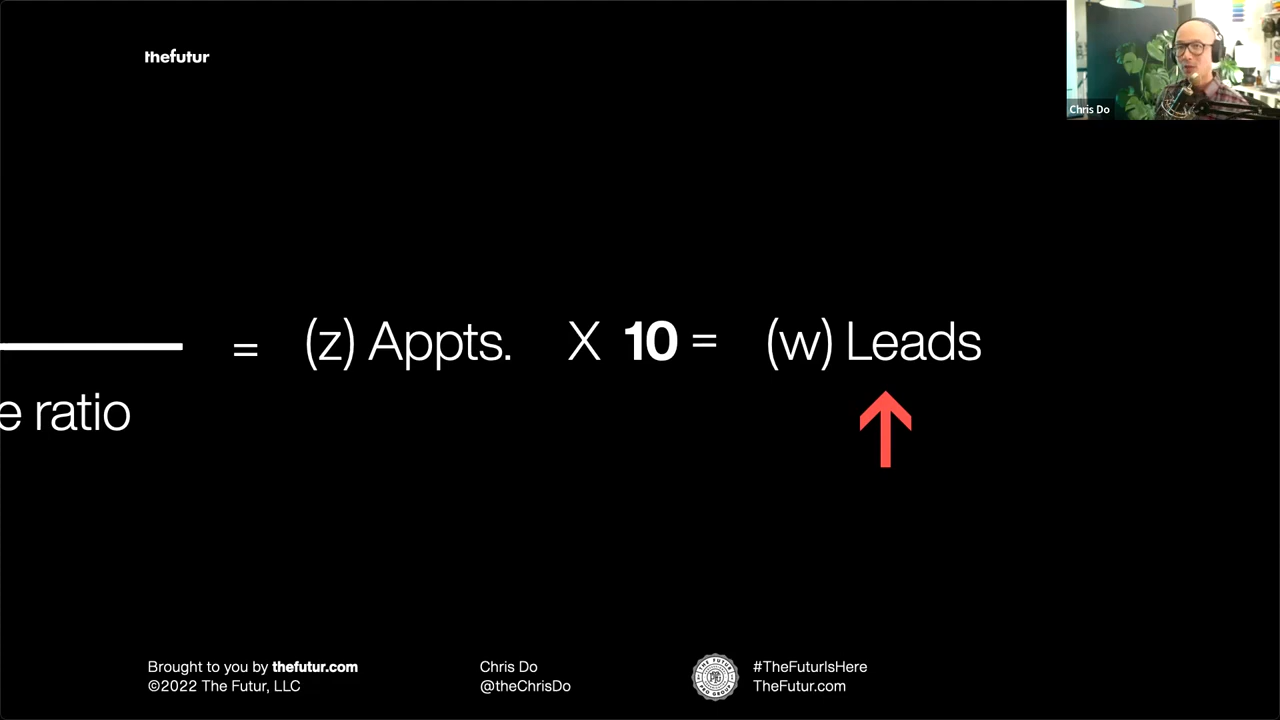 thefutur
Chris Do
= (z) Appts. X 10 = (w) Leads
e ratio
Brought to you by thefutur.com
©2022 The Futur, LLC
Chris Do
@theChrisDo
#TheFuturIsHere
TheFutur.com